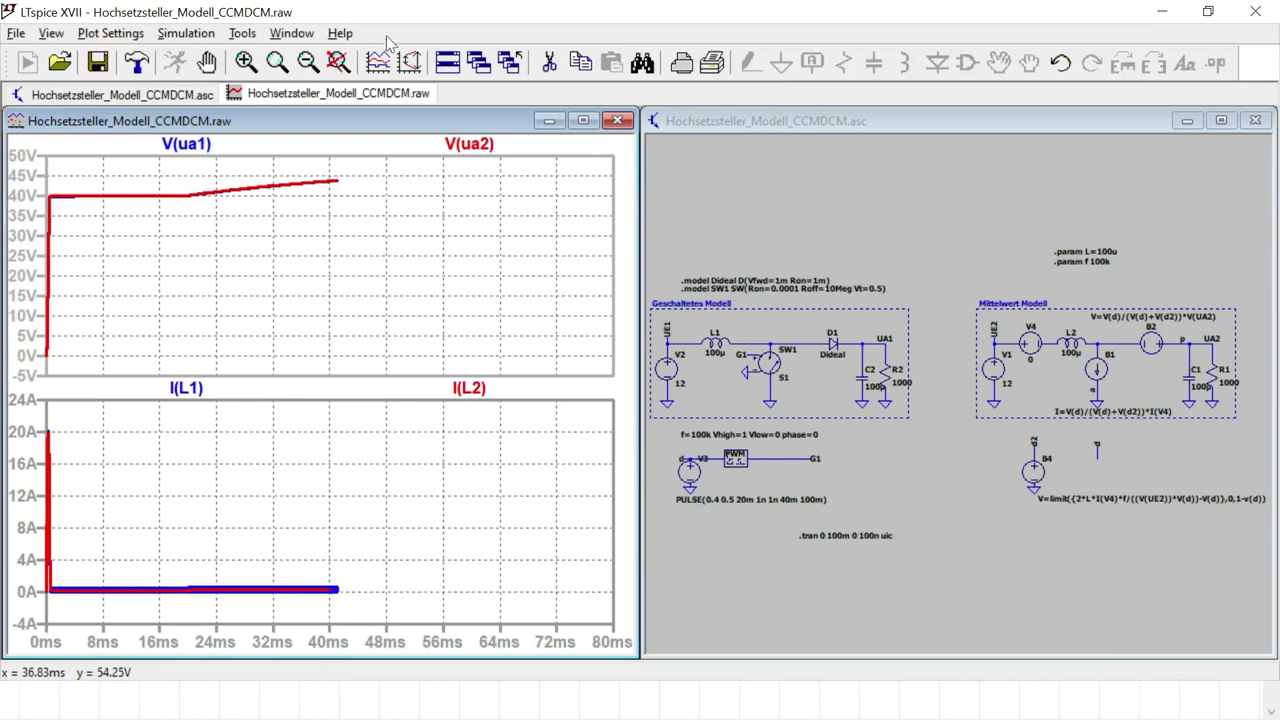 LTspice XVII - Hochsetzsteller_Modell_CCMDCM.raw
File View Plot Settings Simulation Tools Window Help
Hochsetzsteller_Modell_CCMDCM.asc
Hochsetzsteller_Modell_CCMDCM.raw
Hochsetzsteller_Modell_CCMDCM.raw
V(ua1) V(ua2)
50V
45V
40V
35V
30V
25V
20V
15V
10V
5V
0V
-5V
I(L1) I(L2)
24A
20A
16A
12A
8A
4A
0A
-4A
0ms 8ms 16ms 24ms 32ms 40ms 48ms 56ms 64ms 72ms 80ms
Hochsetzsteller_Modell_CCMDCM.asc
.param L=100u
.param f 100k
.model Dideal D(Vfwd=1m Ron=1m)
.model SW1 SW(Ron=0.0001 Roff=10Meg Vt=0.5)
Geschaltetes Modell
UE1
L1
100µ
D1
Dideal
UA1
V2
12
G1
SW1
S1
C2
100µ
R2
1000
Mittelwert Modell
V=V(d)/(V(d)+V(d2))*V(UA2)
UE2
V4
0
L2
100µ
B2
p
UA2
V1
12
B1
a
C1
100µ
R1
1000
I=V(d)/(V(d)+V(d2))*I(V4)
f=100k Vhigh=1 Vlow=0 phase=0
d
V3
PWM
G1
PULSE(0.4 0.5 20m 1n 1n 40m 100m)
d2
B4
V=limit({2*L*I(V4)*f/((V(UE2))*V(d))-V(d)},0,1-v(d))
.tran 0 100m 0 100n uic
x = 36.83ms y = 54.25V